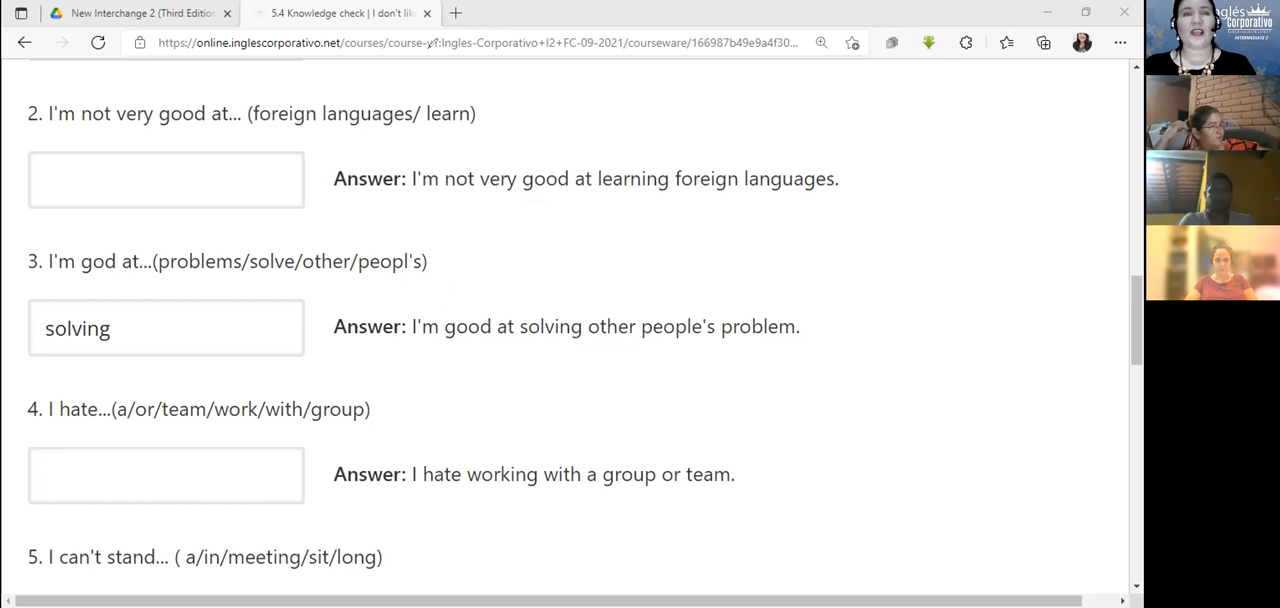 New Interchange 2 (Third Edition
5.4 Knowledge check | I don't lik
https://online.inglescorporativo.net/courses/course-v1:Ingles-Corporativo+I2+FC-09-2021/courseware/166987b49e9a4f30...
2. I'm not very good at... (foreign languages/ learn)
Answer: I'm not very good at learning foreign languages.
3. I'm god at...(problems/solve/other/peopl's)
solving
Answer: I'm good at solving other people's problem.
4. I hate...(a/or/team/work/with/group)
Answer: I hate working with a group or team.
5. I can't stand... ( a/in/meeting/sit/long)
nglés
Corporativo
INTERMEDIATE 2